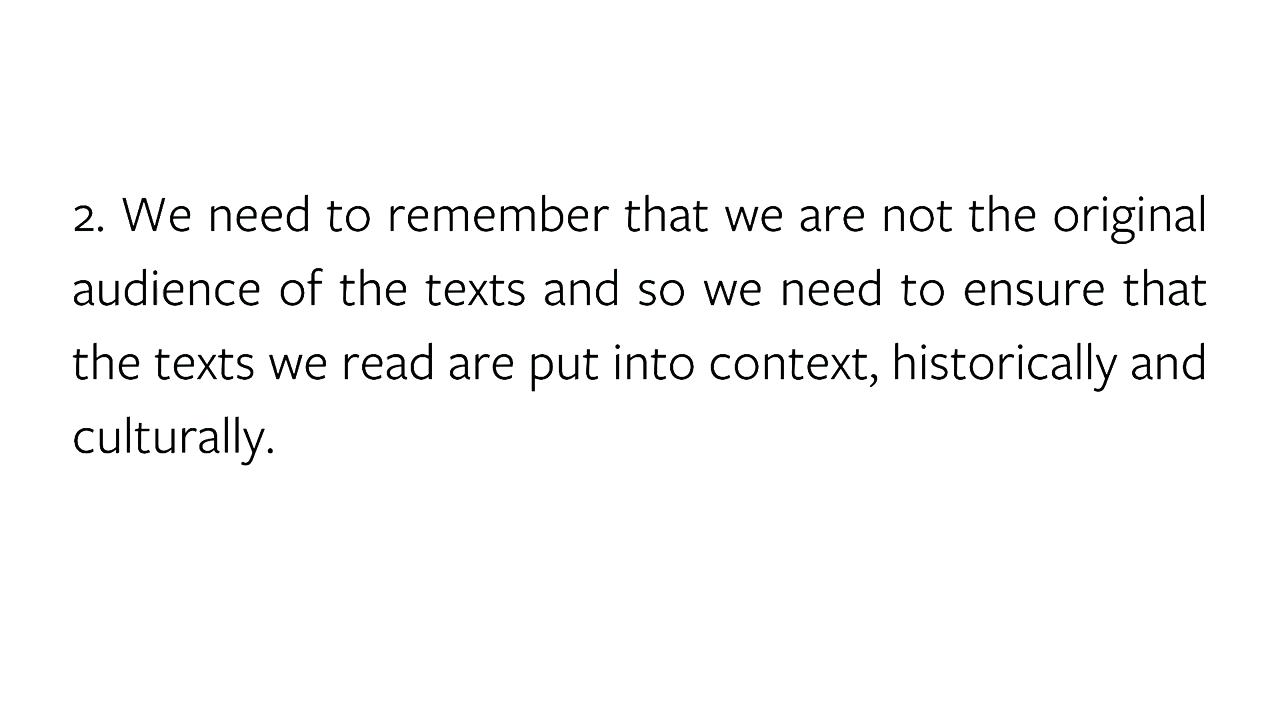 2. We need to remember that we are not the original
audience of the texts and so we need to ensure that
the texts we read are put into context, historically and
culturally.